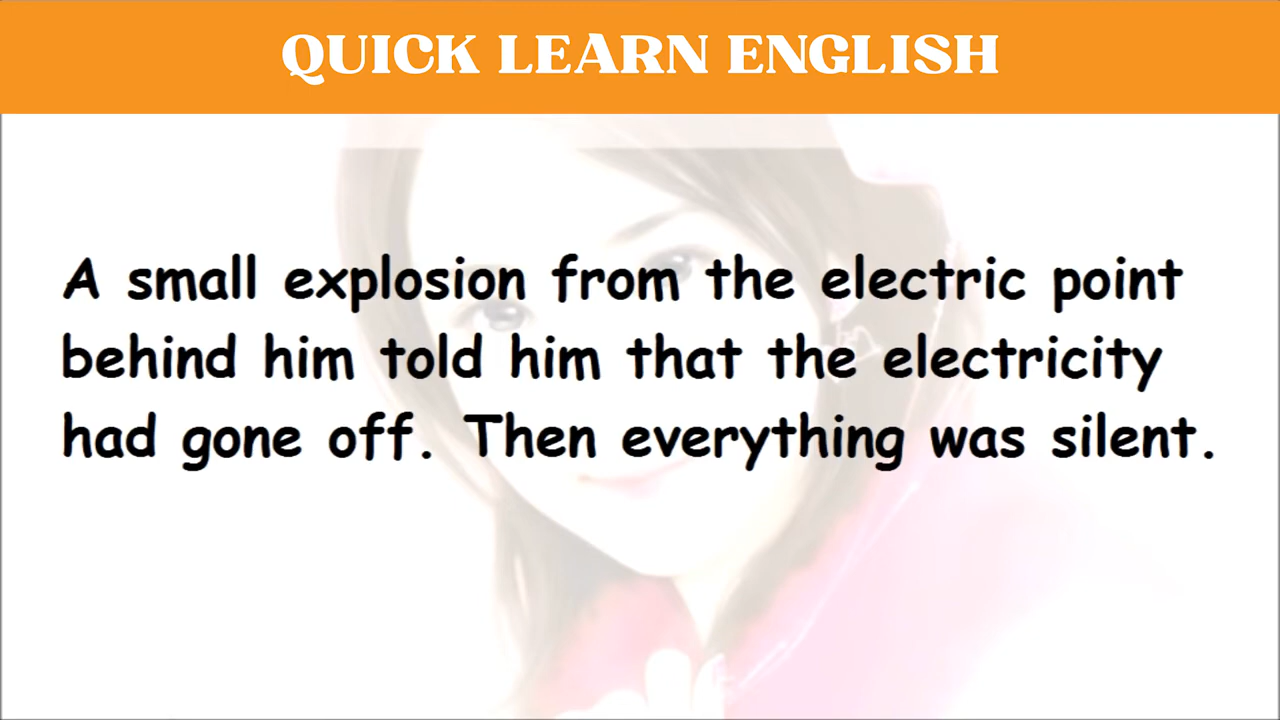 QUICK LEARN ENGLISH
A small explosion from the electric point
behind him told him that the electricity
had gone off. Then everything was silent.